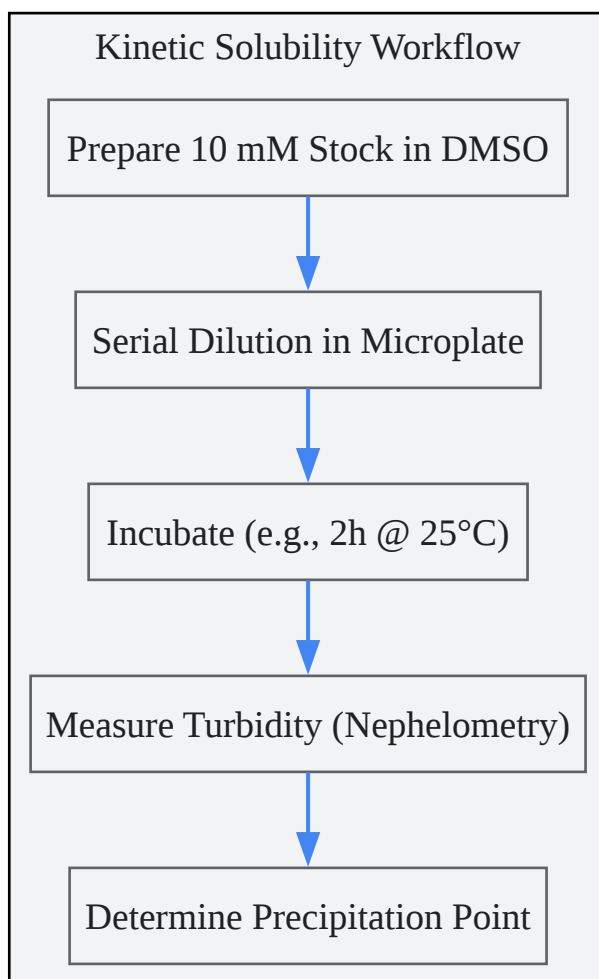 Kinetic Solubility Workflow
Prepare 10 mM Stock in DMSO
Serial Dilution in Microplate
Incubate (e.g., 2h @ 25°C)
Measure Turbidity (Nephelometry)
Determine Precipitation Point